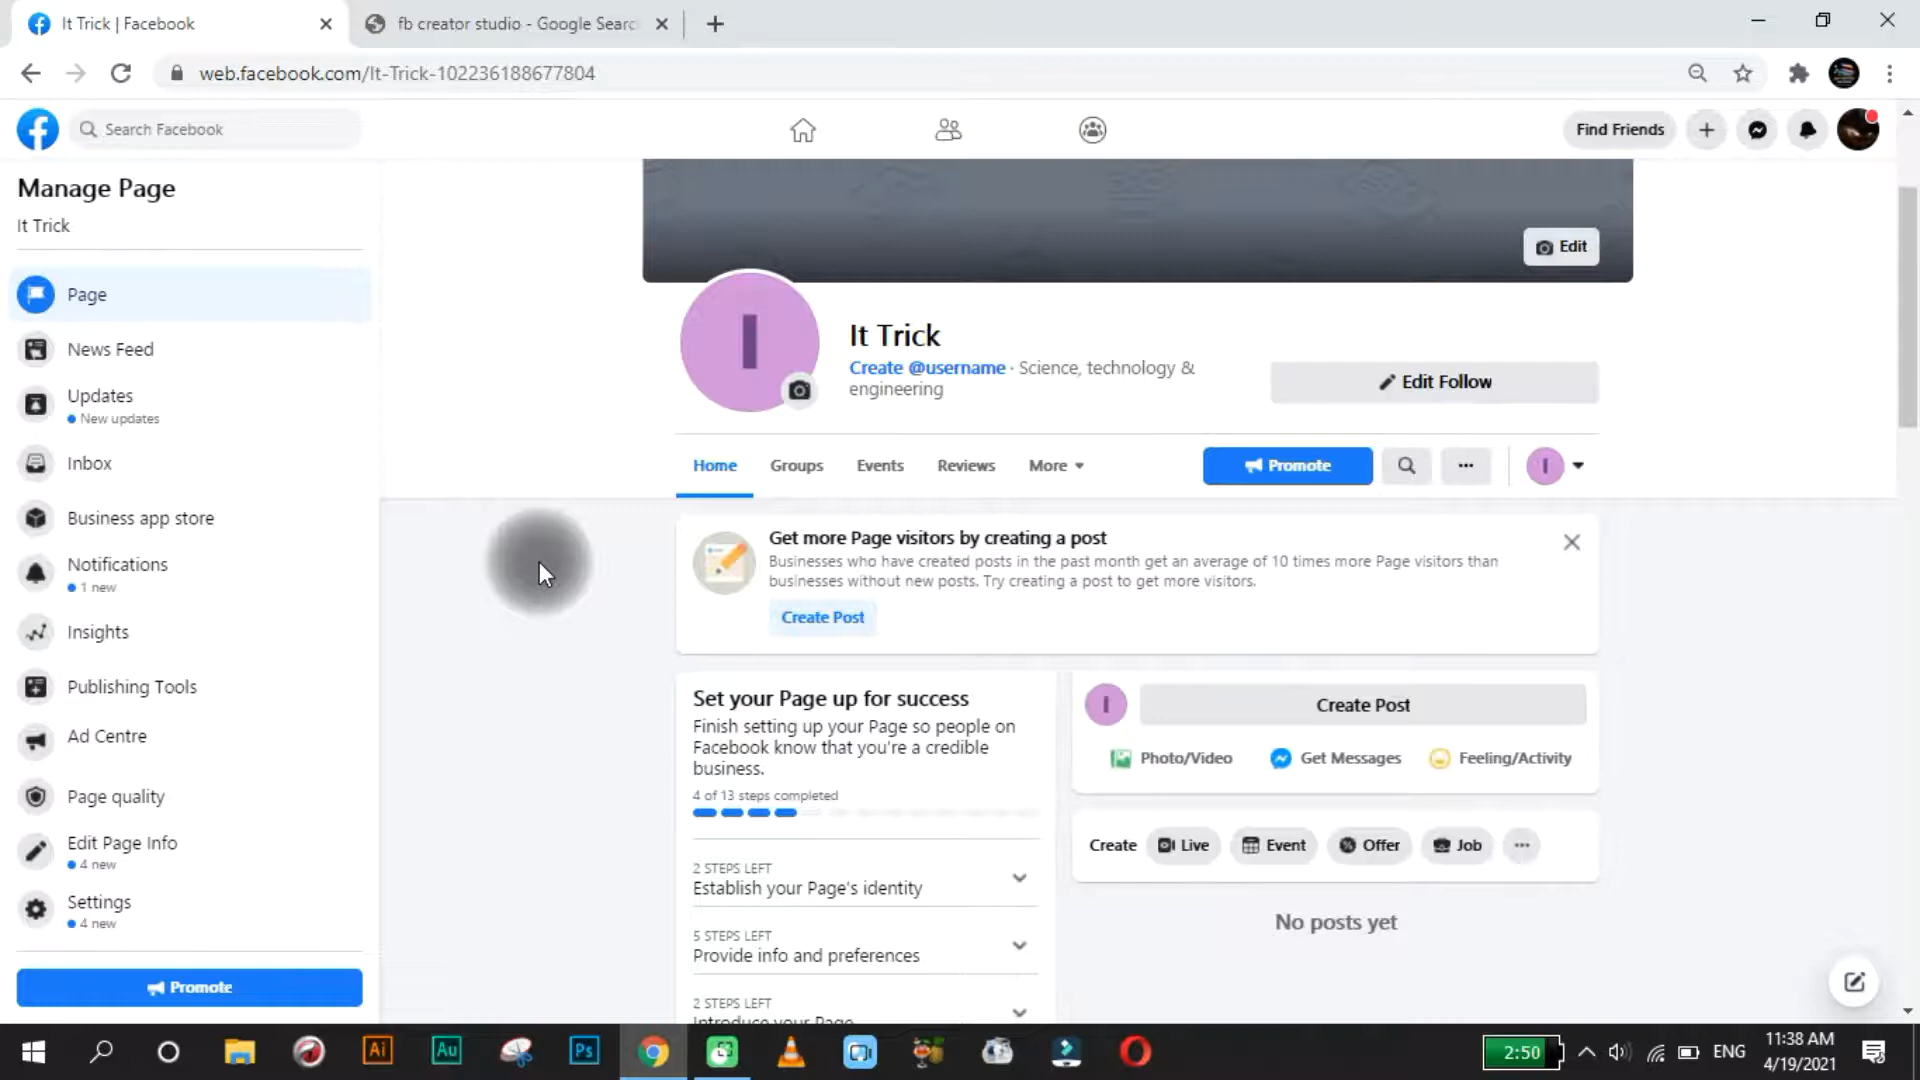 It Trick | Facebook
fb creator studio - Google Searc
web.facebook.com/It-Trick-102236188677804
Search Facebook
Find Friends
Manage Page
It Trick
Page
News Feed
Updates
New updates
Inbox
Business app store
Notifications
1 new
Insights
Publishing Tools
Ad Centre
Page quality
Edit Page Info
4 new
Settings
4 new
Promote
Edit
I
It Trick
Create @username · Science, technology &
engineering
Edit Follow
Home Groups Events Reviews More
Promote
I
Get more Page visitors by creating a post
Businesses who have created posts in the past month get an average of 10 times more Page visitors than
businesses without new posts. Try creating a post to get more visitors.
Create Post
Set your Page up for success
Finish setting up your Page so people on
Facebook know that you're a credible
business.
4 of 13 steps completed
2 STEPS LEFT
Establish your Page's identity
5 STEPS LEFT
Provide info and preferences
2 STEPS LEFT
Introduce your Page
I
Create Post
Photo/Video Get Messages Feeling/Activity
Create Live Event Offer Job
No posts yet
Ai Au Ps
2:50
ENG
11:38 AM
4/19/2021